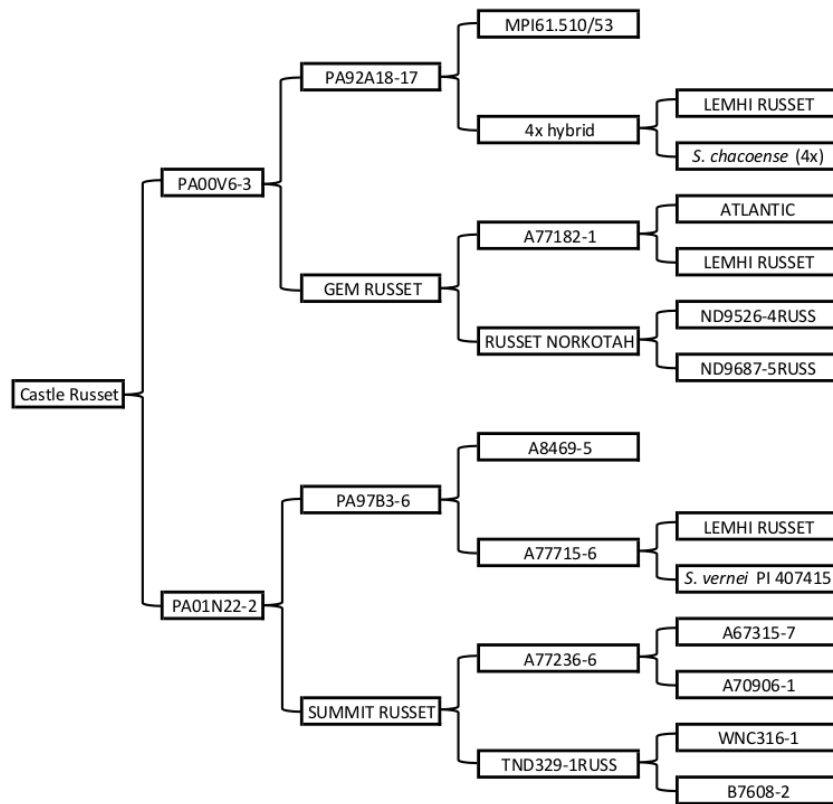 MPI61.510/53
PA92A18-17
LEMHI RUSSET
4x hybrid
S. chacoense (4x)
PA00V6-3
ATLANTIC
A77182-1
LEMHI RUSSET
GEM RUSSET
ND9526-4RUSS
RUSSET NORKOTAH
ND9687-5RUSS
Castle Russet
A8469-5
PA97B3-6
LEMHI RUSSET
A77715-6
S. vernei PI 407415
PA01N22-2
A67315-7
A77236-6
A70906-1
SUMMIT RUSSET
WNC316-1
TND329-1RUSS
B7608-2